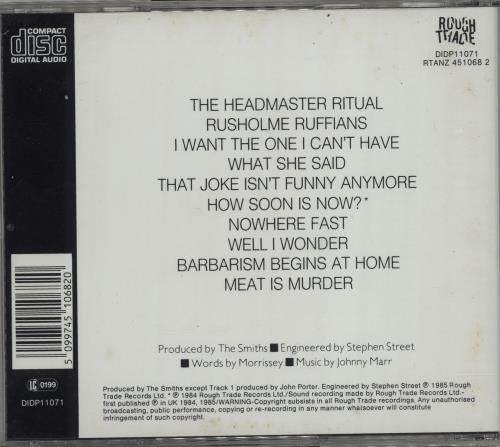 COMPACT
disc
DIGITAL AUDIO
ROUGH
TRADE
DIDP11071
RTANZ 451068 2
THE HEADMASTER RITUAL
RUSHOLME RUFFIANS
I WANT THE ONE I CAN'T HAVE
WHAT SHE SAID
THAT JOKE ISN'T FUNNY ANYMORE
HOW SOON IS NOW?*
NOWHERE FAST
WELL I WONDER
BARBARISM BEGINS AT HOME
MEAT IS MURDER
5 099745 106820
LC 0199
DIDP11071
Produced by The Smiths ■ Engineered by Stephen Street
■ Words by Morrissey ■ Music by Johnny Marr
Produced by The Smiths except Track 1 produced by John Porter. Engineered by Stephen Street ℗ 1985 Rough
Trade Records Ltd. * ℗ 1984 Rough Trade Records Ltd./Sound recording made by Rough Trade Records Ltd.-
first published ℗ in UK 1984, 1985/WARNING-Copyright subsists in all Rough Trade recordings. Any unauthorised
broadcasting, public performance, copying or re-recording in any manner whatsoever will constitute
infringement of such copyright.